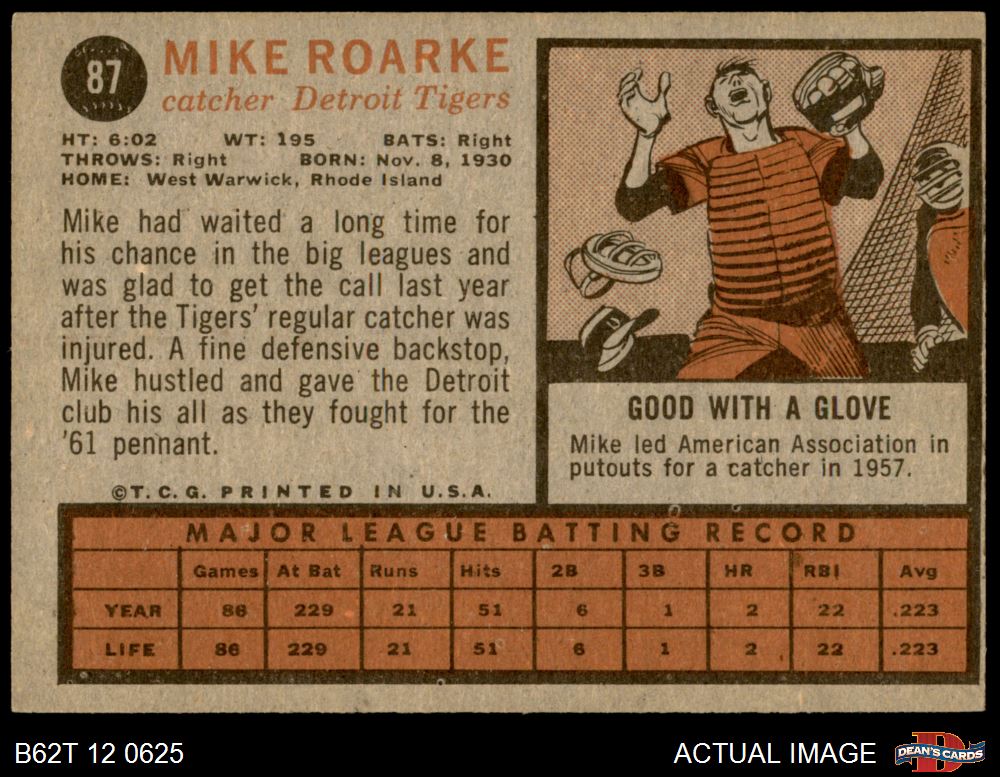 87
MIKE ROARKE
catcher Detroit Tigers
HT: 6:02 WT: 195 BATS: Right
THROWS: Right BORN: Nov. 8, 1930
HOME: West Warwick, Rhode Island
Mike had waited a long time for
his chance in the big leagues and
was glad to get the call last year
after the Tigers' regular catcher was
injured. A fine defensive backstop,
Mike hustled and gave the Detroit
club his all as they fought for the
'61 pennant.
©T.C.G. PRINTED IN U.S.A.
D
GOOD WITH A GLOVE
Mike led American Association in
putouts for a catcher in 1957.
MAJOR LEAGUE BATTING RECORD
Games At Bat Runs Hits 2B 3B HR RBI Avg
YEAR 86 229 21 51 6 1 2 22 .223
LIFE 86 229 21 51 6 1 2 22 .223
B62T 12 0625
ACTUAL IMAGE
D
DEAN'S CARDS